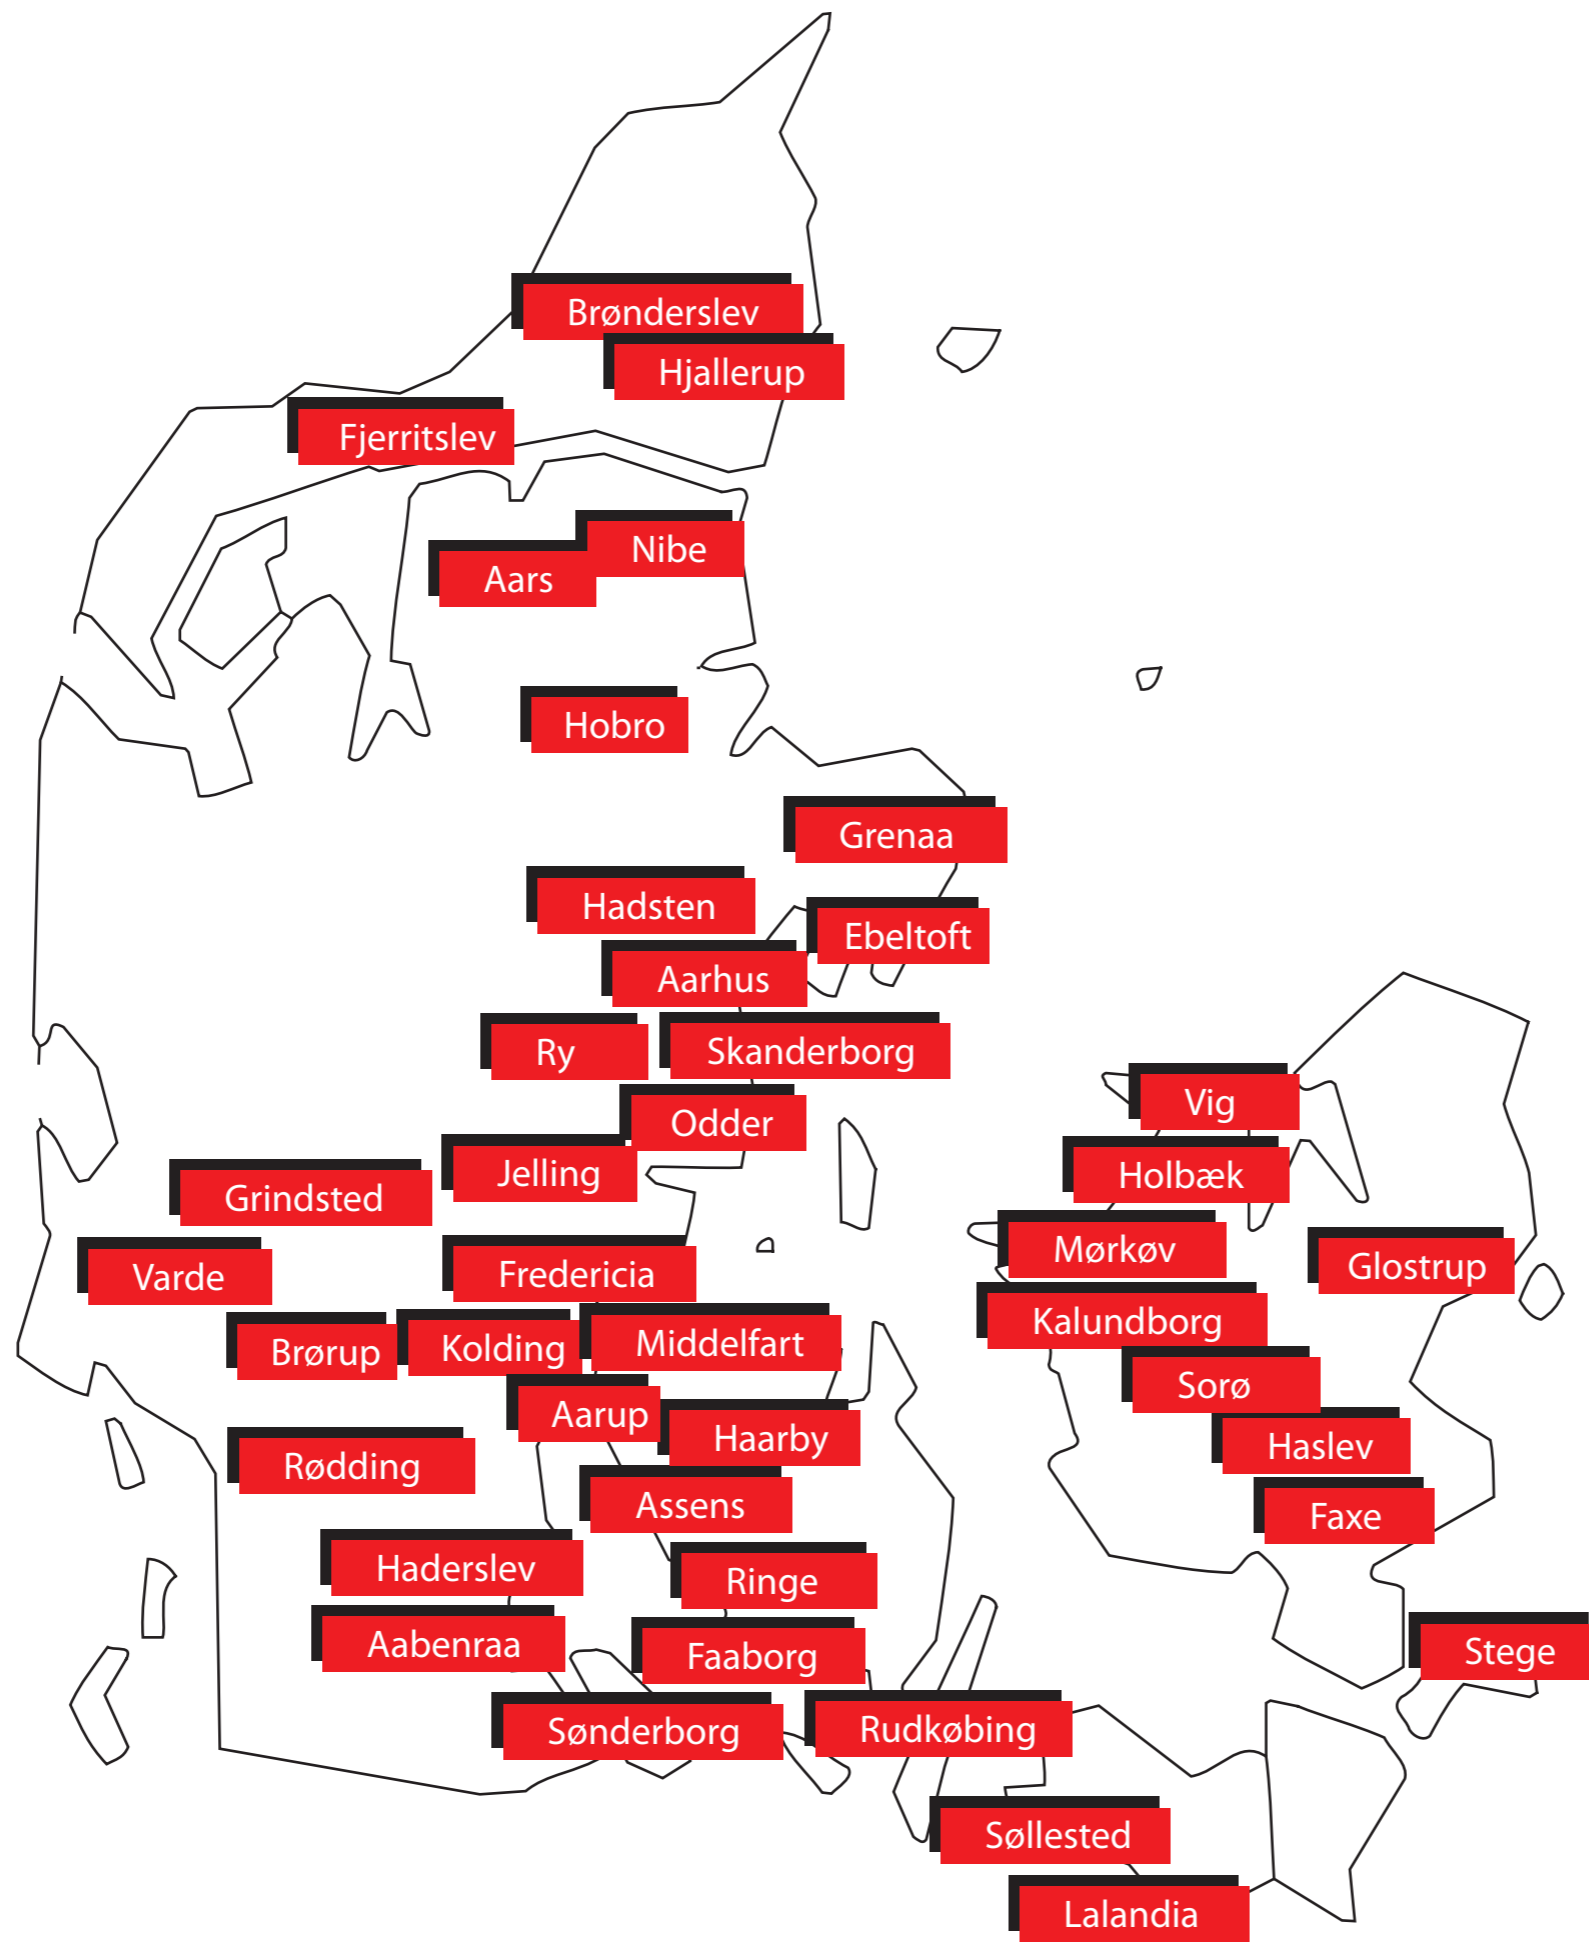 Brønderslev
Hjallerup
Fjerritslev
Nibe
Aars
Hobro
Grenaa
Hadsten
Ebeltoft
Aarhus
Ry
Skanderborg
Vig
Odder
Jelling
Holbæk
Grindsted
Mørkøv
Glostrup
Varde
Fredericia
Kalundborg
Brørup
Kolding
Middelfart
Sorø
Aarup
Haarby
Haslev
Rødding
Assens
Faxe
Haderslev
Ringe
Aabenraa
Faaborg
Stege
Sønderborg
Rudkøbing
Søllested
Lalandia